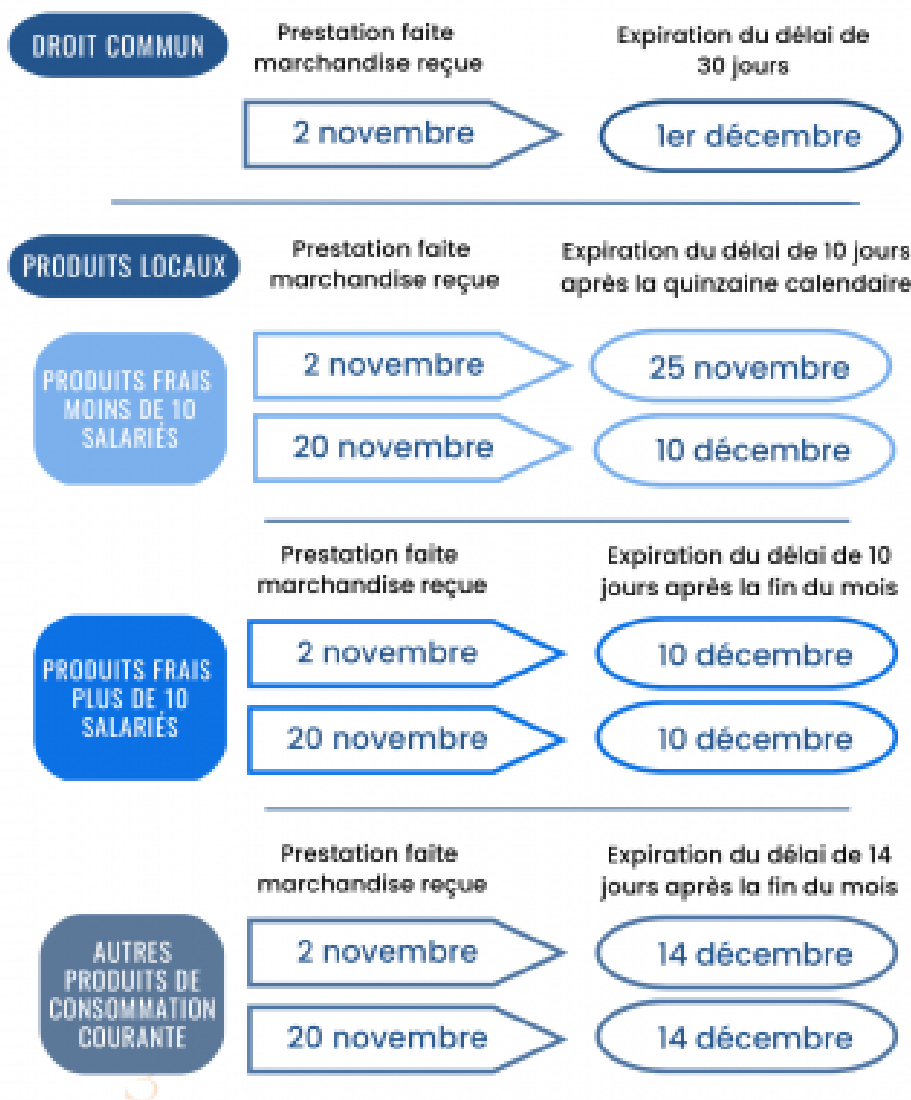 DROIT COMMUN
Prestation faite
marchandise reçue
Expiration du délai de
30 jours
2 novembre
1er décembre
PRODUITS LOCAUX
Prestation faite
marchandise reçue
Expiration du délai de 10 jours
après la quinzaine calendaire
PRODUITS FRAIS
MOINS DE 10
SALARIÉS
2 novembre
25 novembre
20 novembre
10 décembre
Prestation faite
marchandise reçue
Expiration du délai de 10
jours après la fin du mois
PRODUITS FRAIS
PLUS DE 10
SALARIÉS
2 novembre
10 décembre
20 novembre
10 décembre
Prestation faite
marchandise reçue
Expiration du délai de 14
jours après la fin du mois
AUTRES
PRODUITS DE
CONSOMMATION
COURANTE
2 novembre
14 décembre
20 novembre
14 décembre